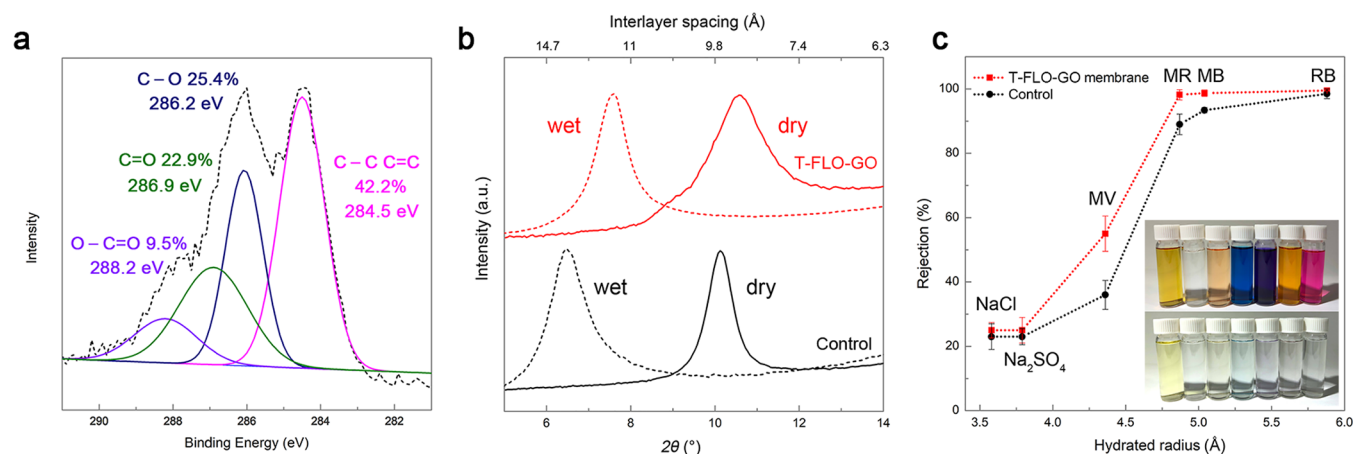 a
C – O 25.4%
286.2 eV
C=O 22.9%
286.9 eV
C – C C=C
42.2%
284.5 eV
O – C=O 9.5%
288.2 eV
Intensity
290 288 286 284 282
Binding Energy (eV)
b
Interlayer spacing (Å)
14.7 11 9.8 7.4 6.3
wet
dry
T-FLO-GO
wet
dry
Control
Intensity (a.u.)
6 8 10 12 14
2θ (°)
c
T-FLO-GO membrane
Control
MR MB RB
MV
NaCl
Na₂SO₄
Rejection (%)
100
80
60
40
20
0
3.5 4.0 4.5 5.0 5.5 6.0
Hydrated radius (Å)